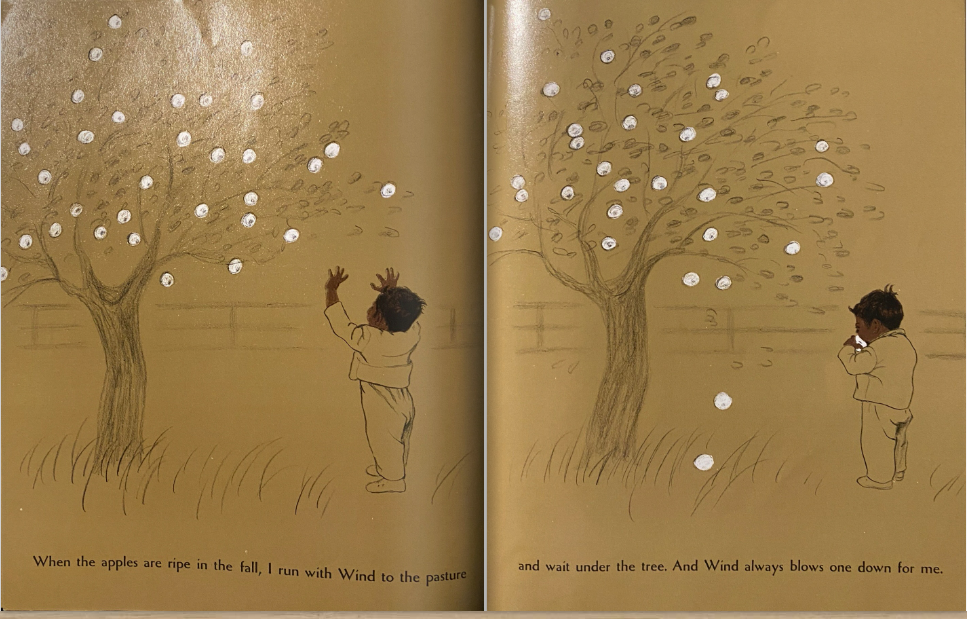 When the apples are ripe in the fall, I run with Wind to the pasture
and wait under the tree. And Wind always blows one down for me.